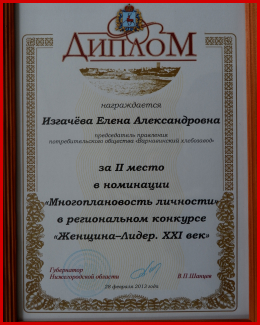 ДИПЛОМ
награждается
Изгачёва Елена Александровна
председатель правления
потребительского общества «Варнавинский хлебозавод»
за II место
в номинации
«Многоплановость личности»
в региональном конкурсе
«Женщина–Лидер. XXI век»
Губернатор
Нижегородской области
В.П.Шанцев
28 февраля 2012 года